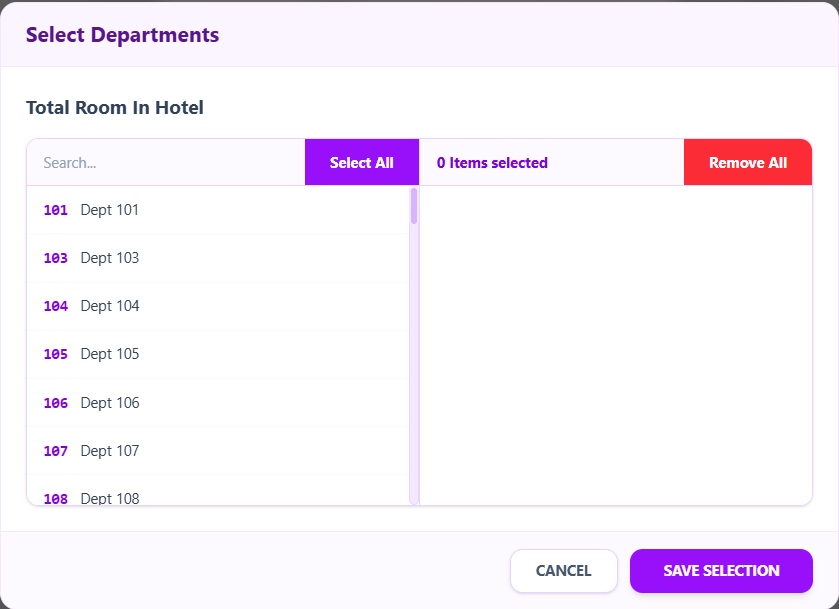 Select Departments
Total Room In Hotel
Search... Select All 0 Items selected Remove All
101 Dept 101
103 Dept 103
104 Dept 104
105 Dept 105
106 Dept 106
107 Dept 107
108 Dept 108
CANCEL SAVE SELECTION